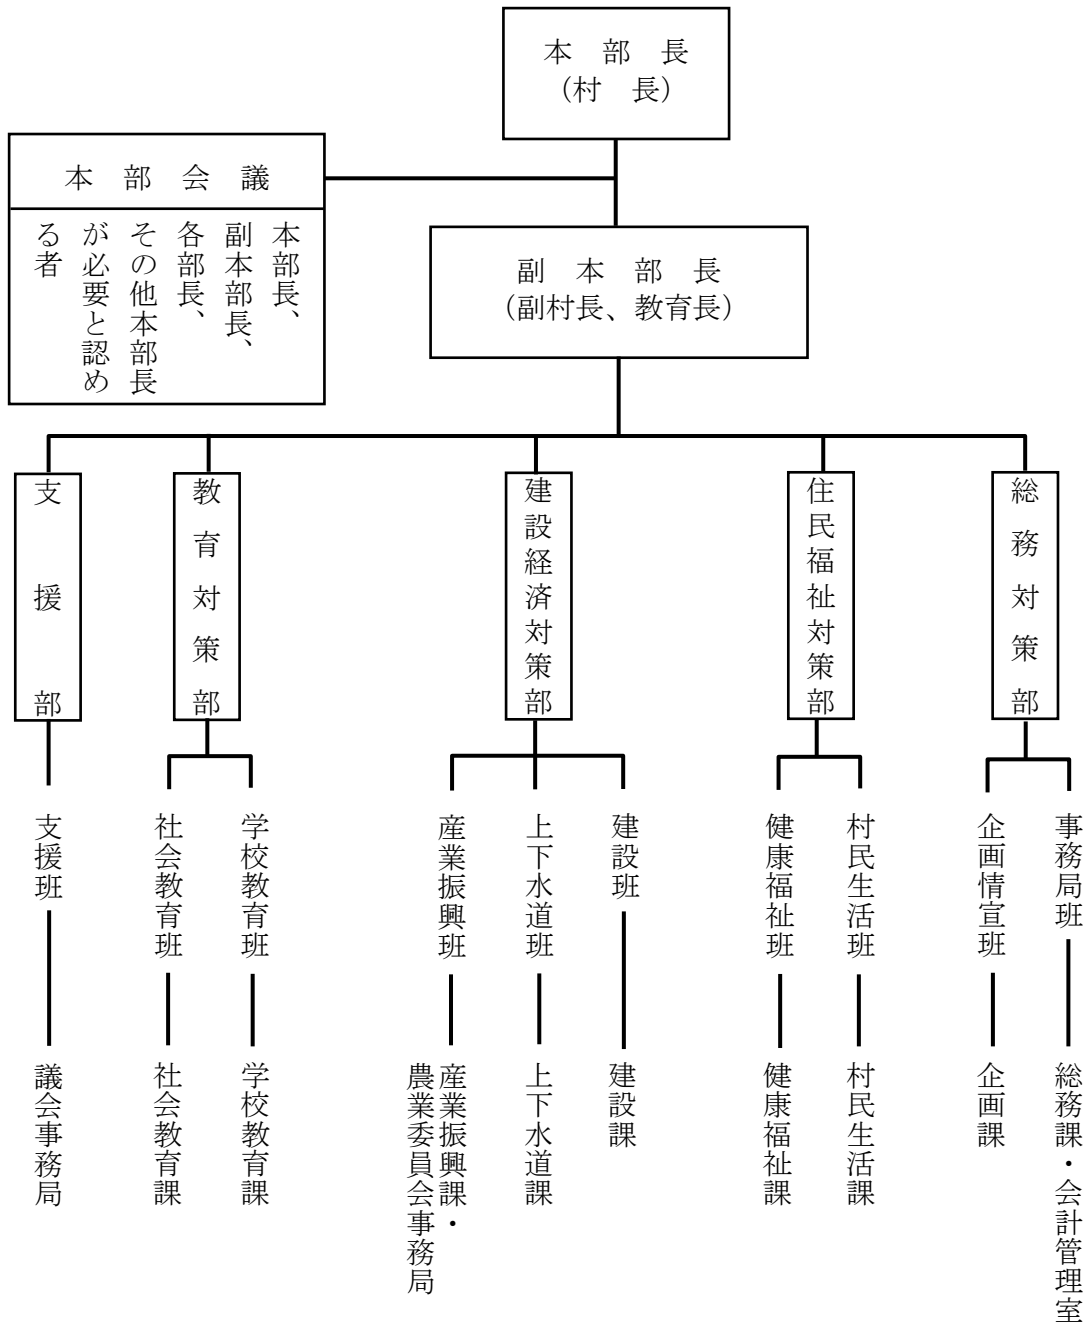 本部長
(村長)
本部会議
本部長、
副本部長、
各部長、
その他本部長
が必要と認め
る者
副本部長
(副村長、教育長)
総務対策部
住民福祉対策部
建設経済対策部
教育対策部
支援部
事務局班
企画情宣班
村民生活班
健康福祉班
建設班
上下水道班
産業振興班
学校教育班
社会教育班
支援班
総務課・会計管理室
企画課
村民生活課
健康福祉課
建設課
上下水道課
産業振興課・
農業委員会事務局
学校教育課
社会教育課
議会事務局